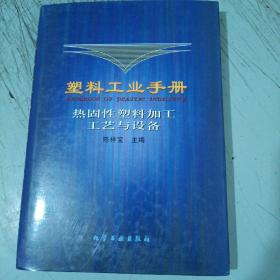 塑料工业手册
HANDBOOK OF PLASTIC INDUSTRY
热固性塑料加工
工艺与设备
陈祥宝 主编
化学工业出版社